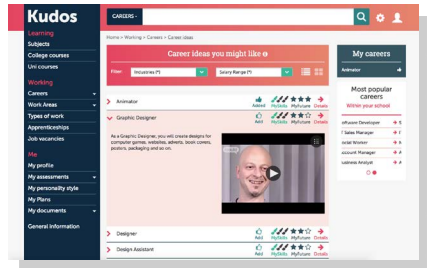 Kudos
CAREERS
Learning
Subjects
College courses
Uni courses
Working
Careers
Work Areas
Types of work
Apprenticeships
Job vacancies
Me
My profile
My assessments
My personality style
My Plans
My documents
General information
Home > Working > Careers > Career ideas
Career ideas you might like
Filter: Industries (*) Salary Range (*)
Animator
Added MySkills MyFuture Details
Graphic Designer
Add MySkills MyFuture Details
As a Graphic Designer, you will create designs for
computer games, websites, adverts, book covers,
posters, packaging and so on.
Designer
Add MySkills MyFuture Details
Design Assistant
Add MySkills MyFuture Details
My careers
Animator
Most popular
careers
Within your school
oftware Developer
Sales Manager
ocial Worker
ccount Manager
usiness Analyst